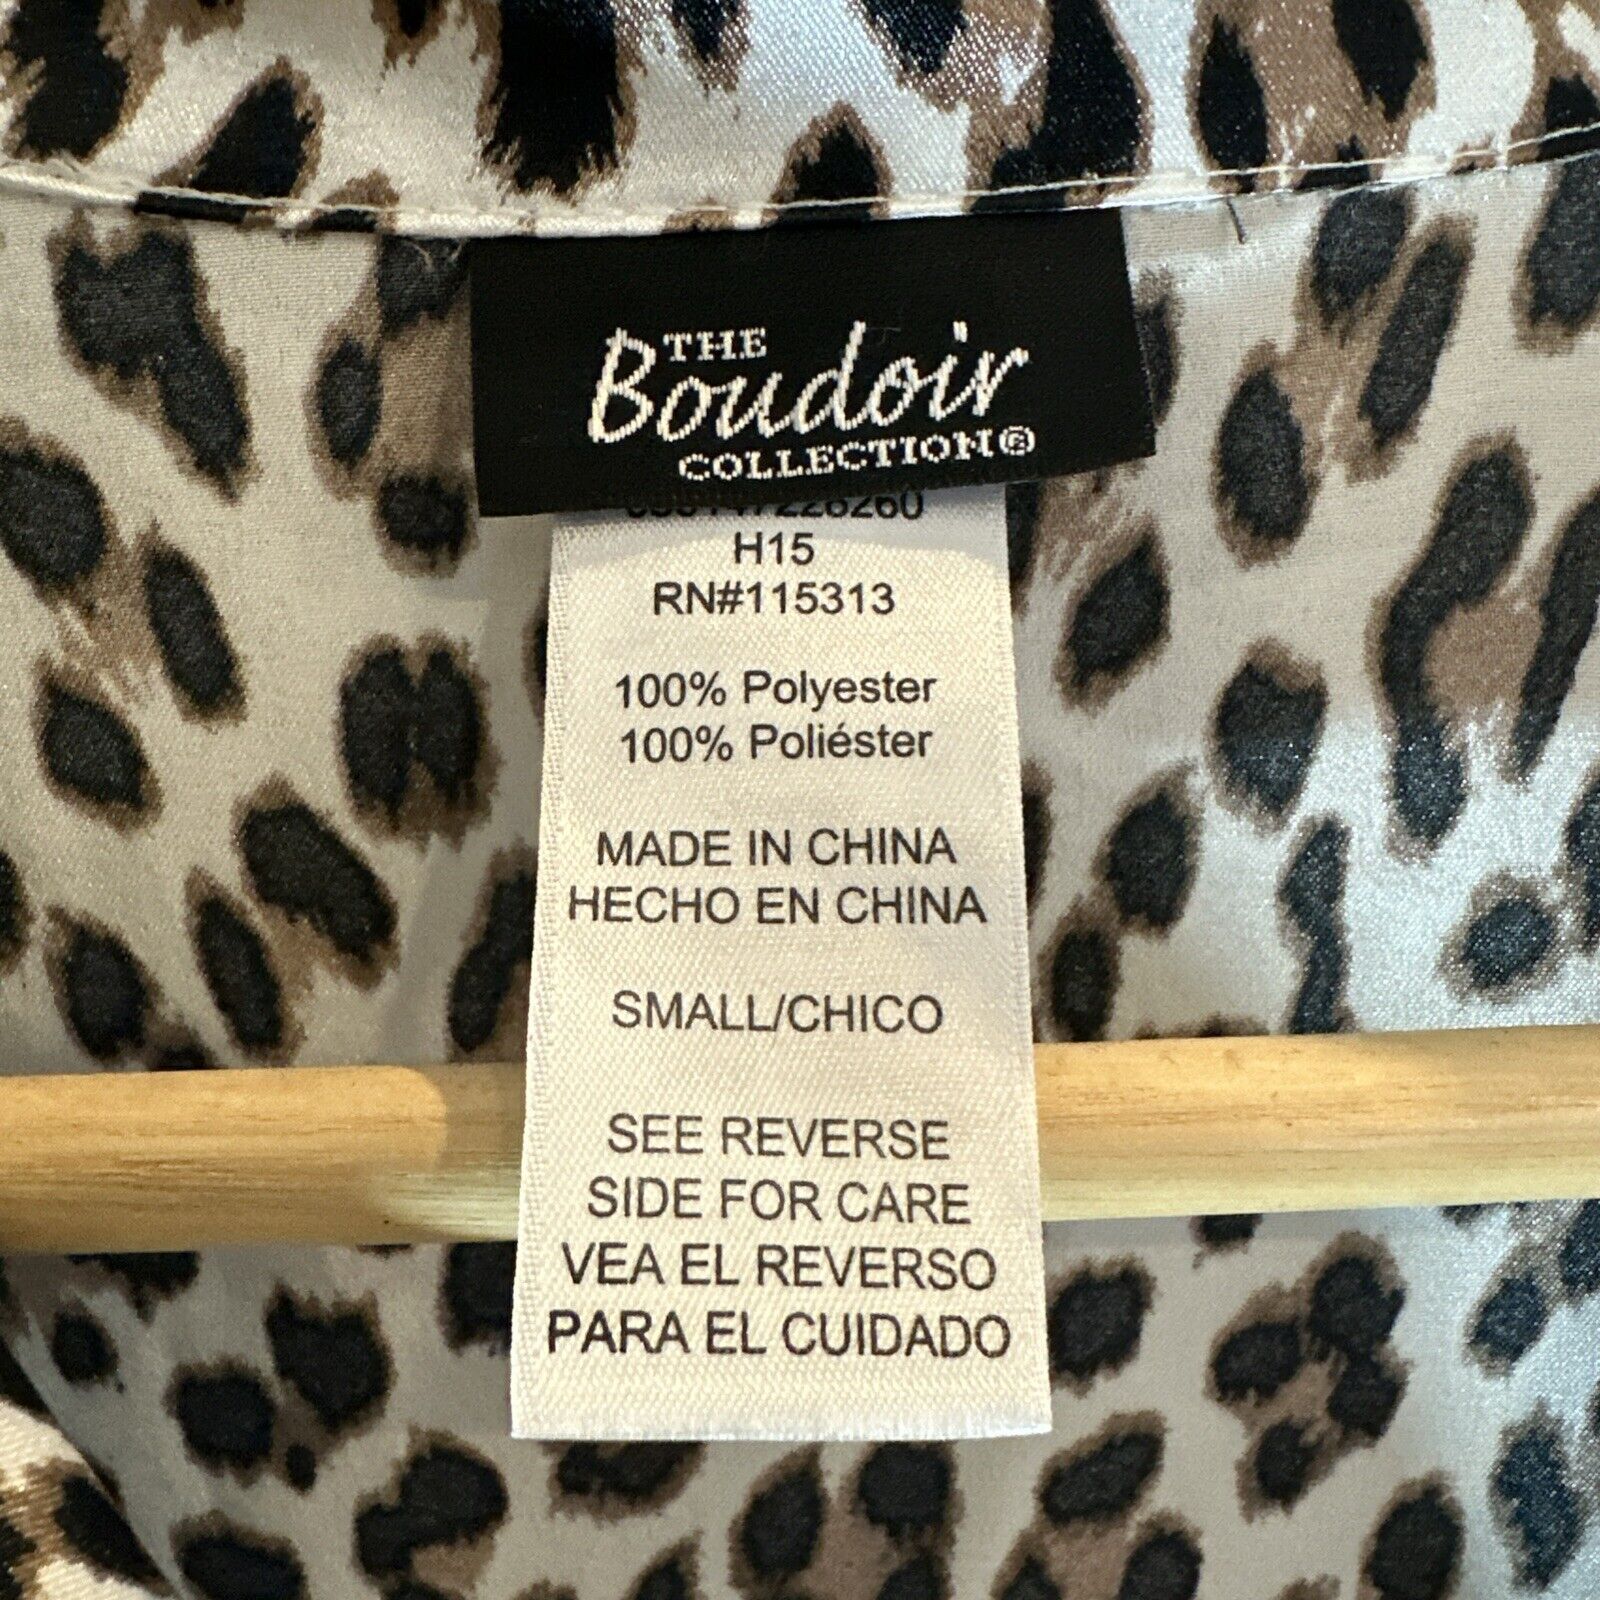 THE
Boudoir
COLLECTION®
H15
RN#115313
100% Polyester
100% Poliéster
MADE IN CHINA
HECHO EN CHINA
SMALL/CHICO
SEE REVERSE
SIDE FOR CARE
VEA EL REVERSO
PARA EL CUIDADO